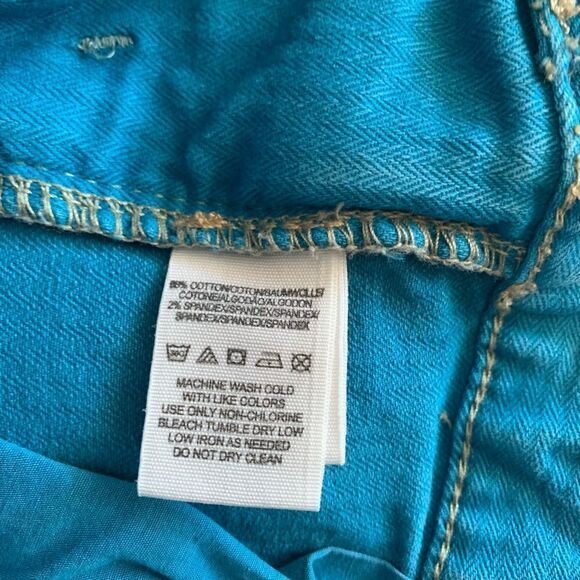 98% COTTON/COTON/BAUMWOLLE/
COTONE/ALGODÃO/ALGODON
2% SPANDEX/SPANDEX/SPANDEX/
SPANDEX/SPANDEX/SPANDEX
MACHINE WASH COLD
WITH LIKE COLORS
USE ONLY NON-CHLORINE
BLEACH TUMBLE DRY LOW
LOW IRON AS NEEDED
DO NOT DRY CLEAN